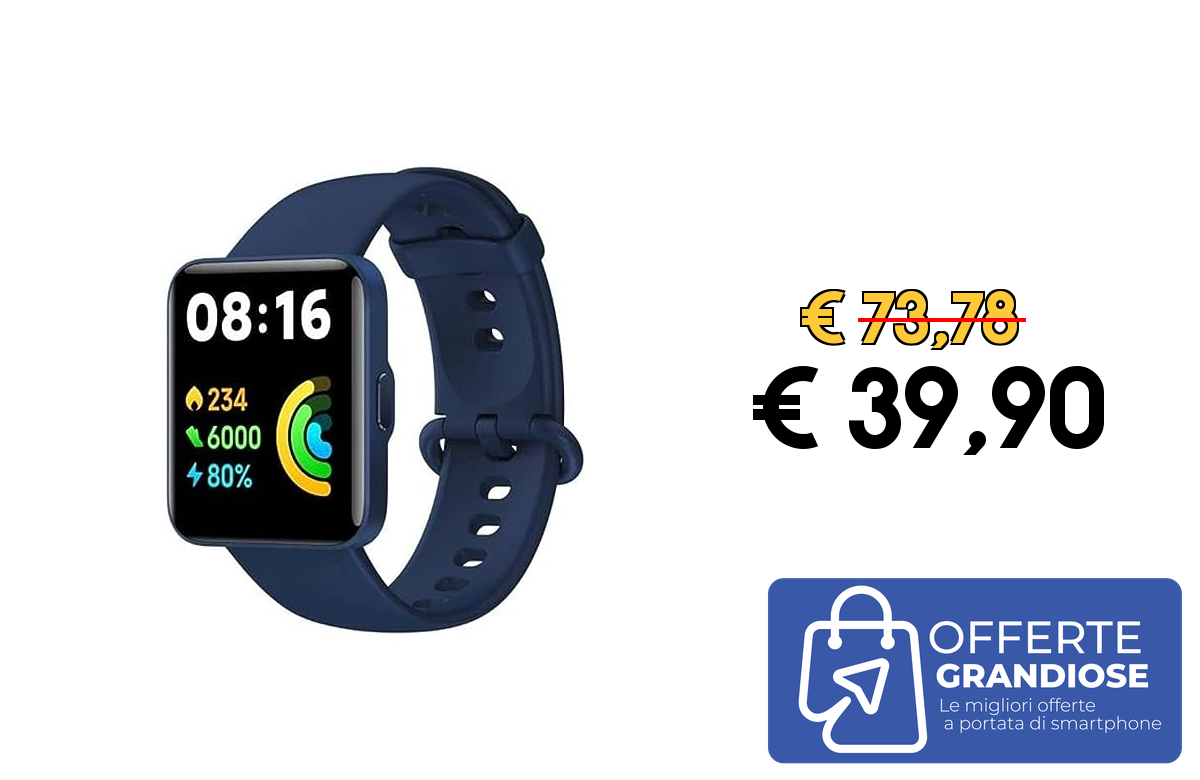 08:16
234
6000
80%
€ 73,78
€ 39,90
OFFERTE
GRANDIOSE
Le migliori offerte
a portata di smartphone